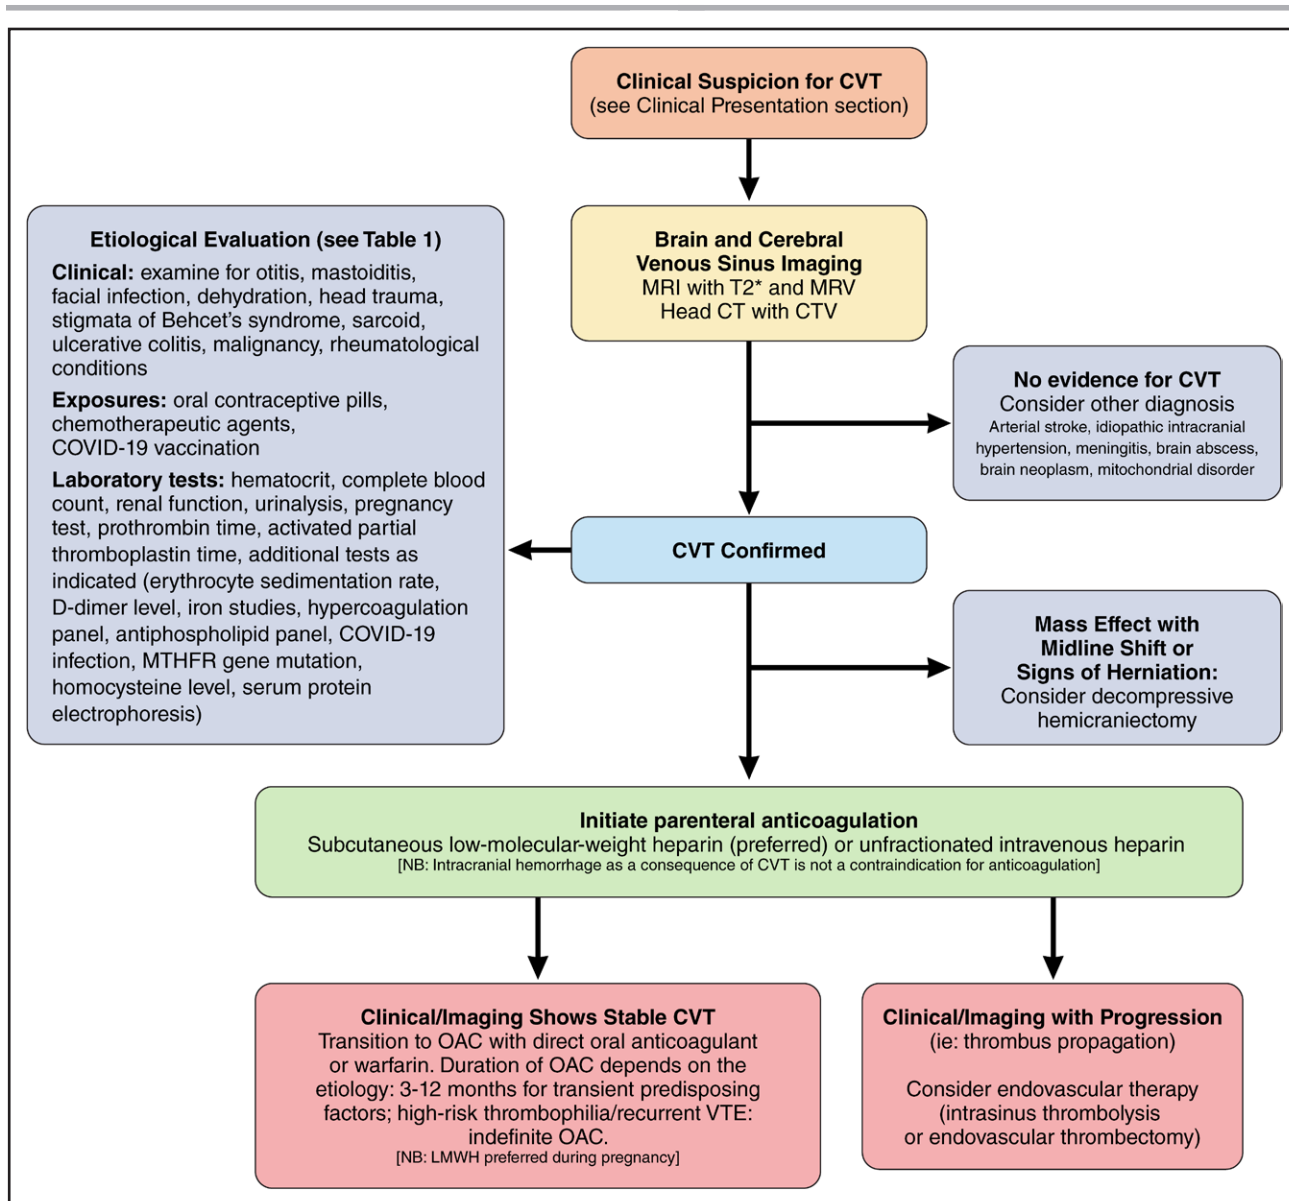 Clinical Suspicion for CVT
(see Clinical Presentation section)
Brain and Cerebral
Venous Sinus Imaging
MRI with T2* and MRV
Head CT with CTV
Etiological Evaluation (see Table 1)
Clinical: examine for otitis, mastoiditis,
facial infection, dehydration, head trauma,
stigmata of Behcet's syndrome, sarcoid,
ulcerative colitis, malignancy, rheumatological
conditions
Exposures: oral contraceptive pills,
chemotherapeutic agents,
COVID-19 vaccination
Laboratory tests: hematocrit, complete blood
count, renal function, urinalysis, pregnancy
test, prothrombin time, activated partial
thromboplastin time, additional tests as
indicated (erythrocyte sedimentation rate,
D-dimer level, iron studies, hypercoagulation
panel, antiphospholipid panel, COVID-19
infection, MTHFR gene mutation,
homocysteine level, serum protein
electrophoresis)
No evidence for CVT
Consider other diagnosis
Arterial stroke, idiopathic intracranial
hypertension, meningitis, brain abscess,
brain neoplasm, mitochondrial disorder
CVT Confirmed
Mass Effect with
Midline Shift or
Signs of Herniation:
Consider decompressive
hemicraniectomy
Initiate parenteral anticoagulation
Subcutaneous low-molecular-weight heparin (preferred) or unfractionated intravenous heparin
[NB: Intracranial hemorrhage as a consequence of CVT is not a contraindication for anticoagulation]
Clinical/Imaging Shows Stable CVT
Transition to OAC with direct oral anticoagulant
or warfarin. Duration of OAC depends on the
etiology: 3-12 months for transient predisposing
factors; high-risk thrombophilia/recurrent VTE:
indefinite OAC.
[NB: LMWH preferred during pregnancy]
Clinical/Imaging with Progression
(ie: thrombus propagation)
Consider endovascular therapy
(intrasinus thrombolysis
or endovascular thrombectomy)